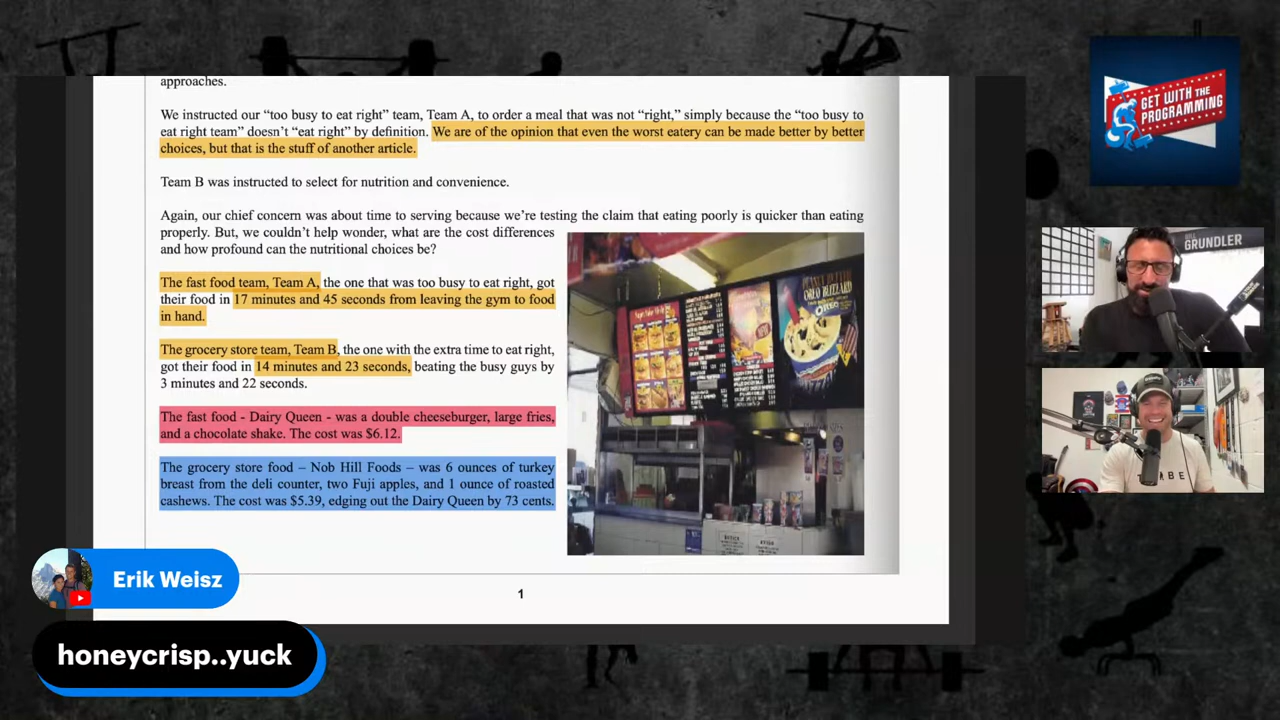 approaches.
We instructed our “too busy to eat right” team, Team A, to order a meal that was not “right,” simply because the “too busy to
eat right team” doesn’t “eat right” by definition. We are of the opinion that even the worst eatery can be made better by better
choices, but that is the stuff of another article.
Team B was instructed to select for nutrition and convenience.
Again, our chief concern was about time to serving because we’re testing the claim that eating poorly is quicker than eating
properly. But, we couldn’t help wonder, what are the cost differences
and how profound can the nutritional choices be?
The fast food team, Team A, the one that was too busy to eat right, got
their food in 17 minutes and 45 seconds from leaving the gym to food
in hand.
The grocery store team, Team B, the one with the extra time to eat right,
got their food in 14 minutes and 23 seconds, beating the busy guys by
3 minutes and 22 seconds.
The fast food - Dairy Queen - was a double cheeseburger, large fries,
and a chocolate shake. The cost was $6.12.
The grocery store food – Nob Hill Foods – was 6 ounces of turkey
breast from the deli counter, two Fuji apples, and 1 ounce of roasted
cashews. The cost was $5.39, edging out the Dairy Queen by 73 cents.
1
OREO BLIZZARD
GET WITH THE
PROGRAMMING
GRUNDLER
Erik Weisz
honeycrisp..yuck